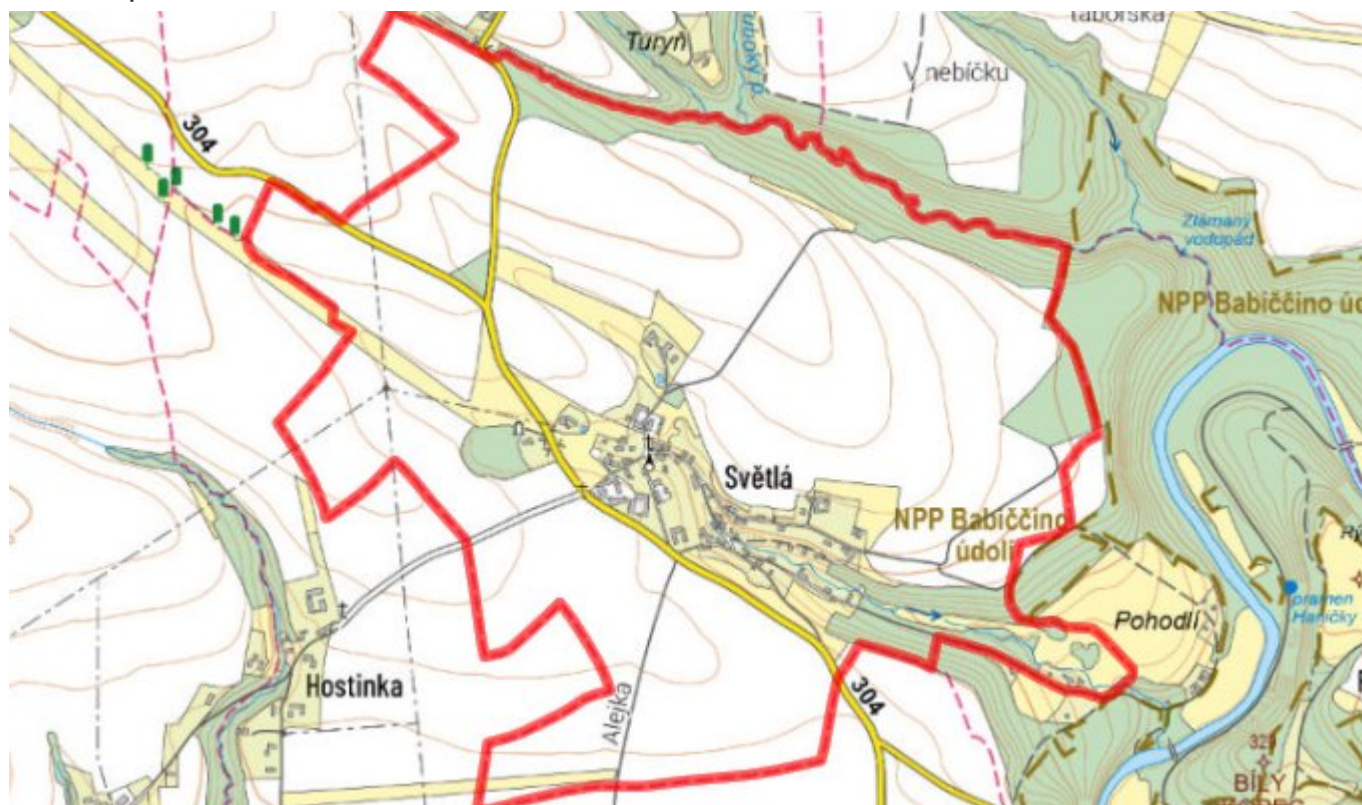 táborská
Turyň
V nebíčku
304
Zlámaný
vodopád
NPP Babiččino úd
Světlá
NPP Babiččino
údolí
pramen
Haničky
Pohodlí
Hostinka
304
Alejka
BÍLÝ